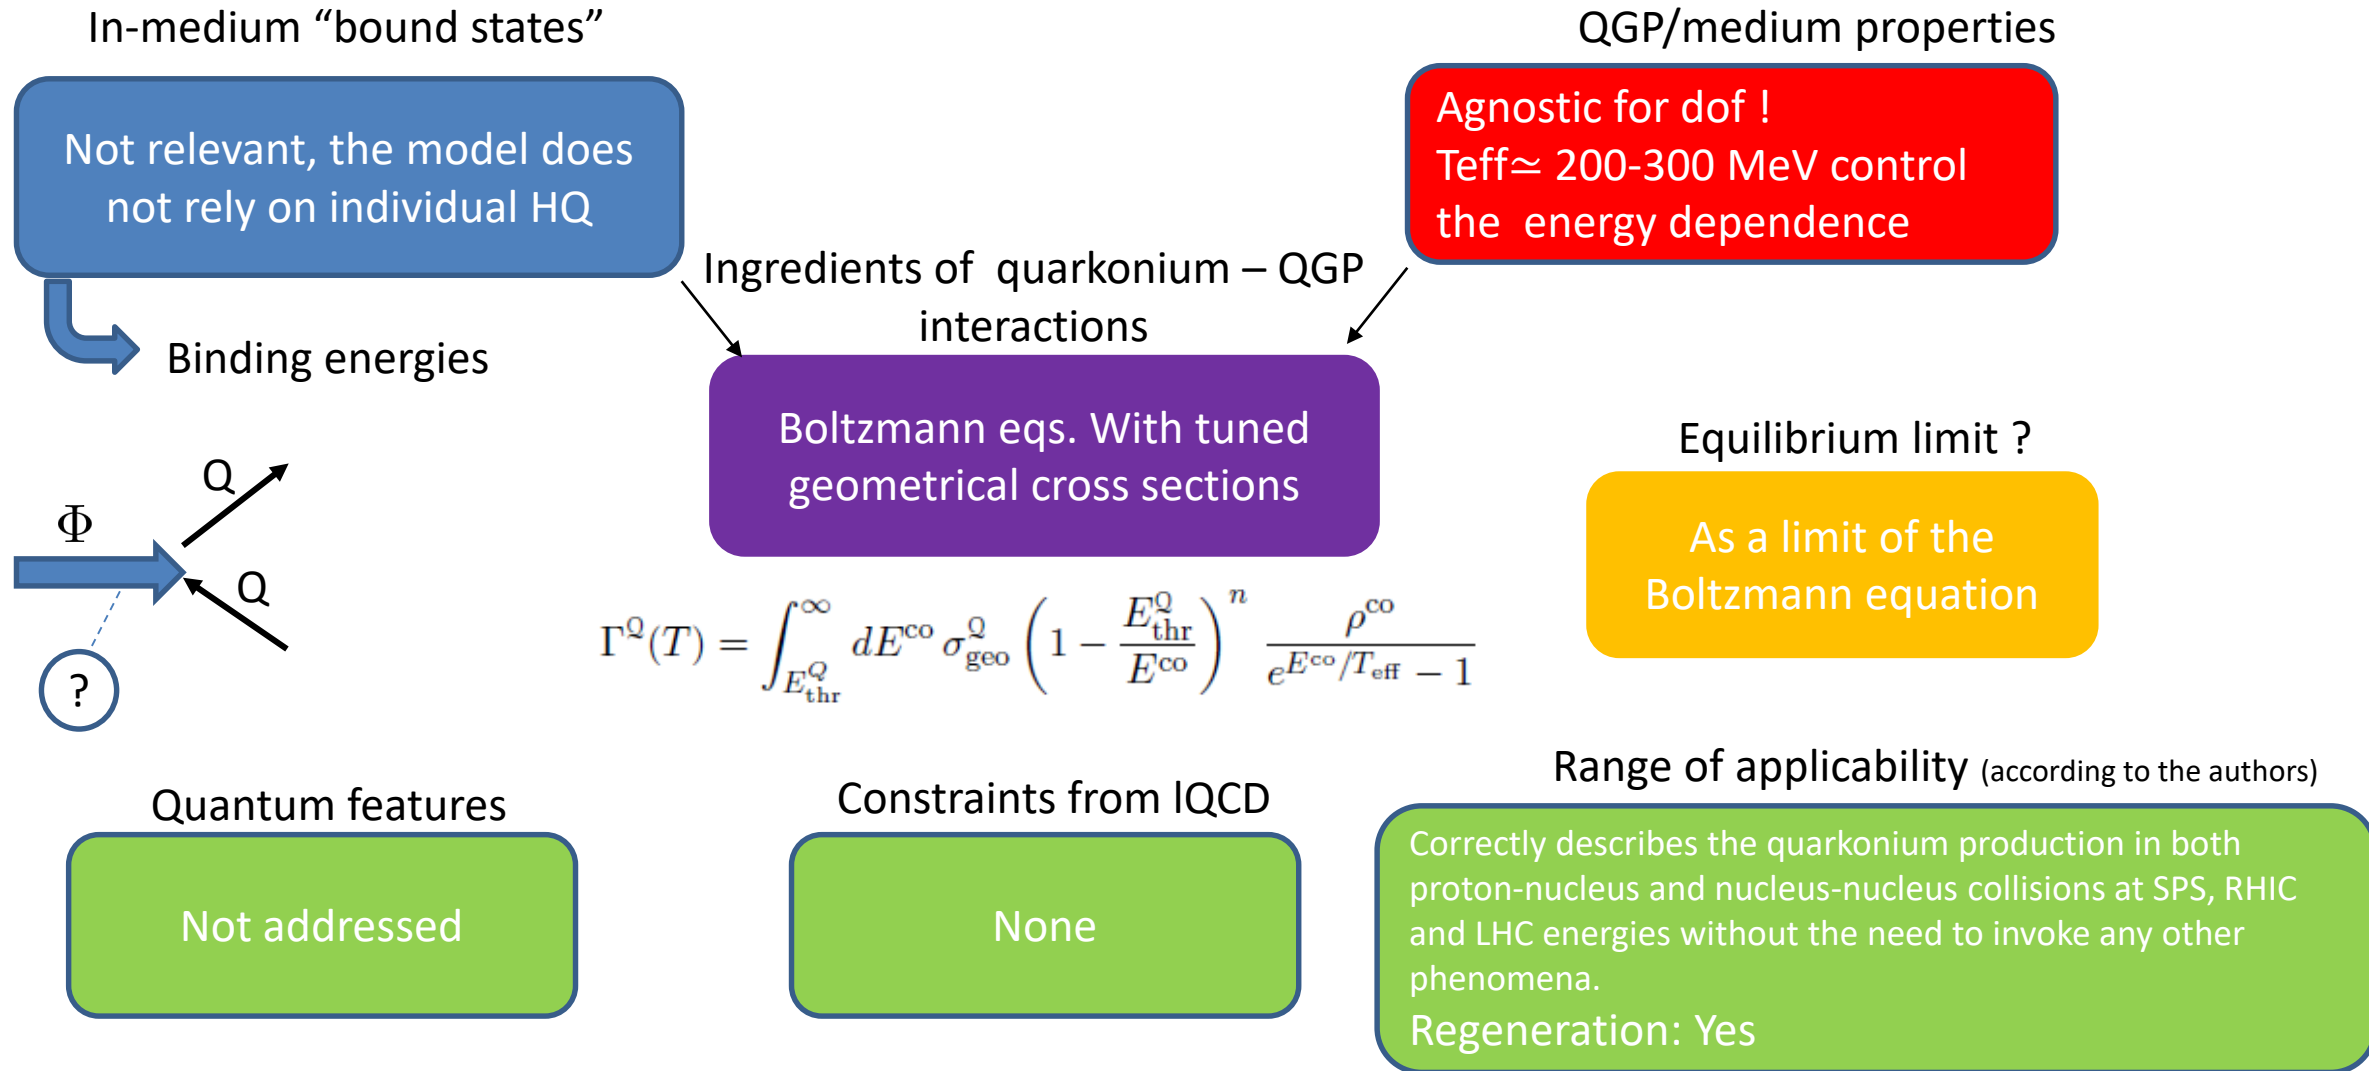 In-medium “bound states”
Not relevant, the model does
not rely on individual HQ
QGP/medium properties
Agnostic for dof !
Teff≃ 200-300 MeV control
the energy dependence
Ingredients of quarkonium – QGP
interactions
Binding energies
Boltzmann eqs. With tuned
geometrical cross sections
Equilibrium limit ?
As a limit of the
Boltzmann equation
Q
Φ
Q
?
Γ^Q(T) = ∫_{E_thr^Q}^∞ dE^co σ_geo^Q (1 − E_thr^Q / E^co)^n ρ^co / (e^{E^co/T_eff} − 1)
Quantum features
Not addressed
Constraints from lQCD
None
Range of applicability (according to the authors)
Correctly describes the quarkonium production in both
proton-nucleus and nucleus-nucleus collisions at SPS, RHIC
and LHC energies without the need to invoke any other
phenomena.
Regeneration: Yes